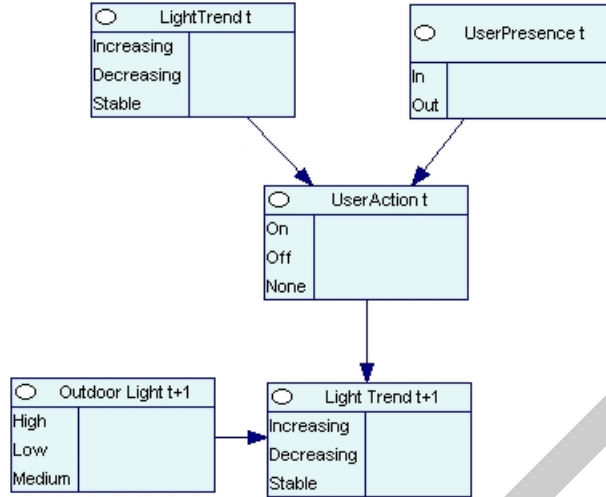 LightTrend t
Increasing
Decreasing
Stable
UserPresence t
In
Out
UserAction t
On
Off
None
Outdoor Light t+1
High
Low
Medium
Light Trend t+1
Increasing
Decreasing
Stable